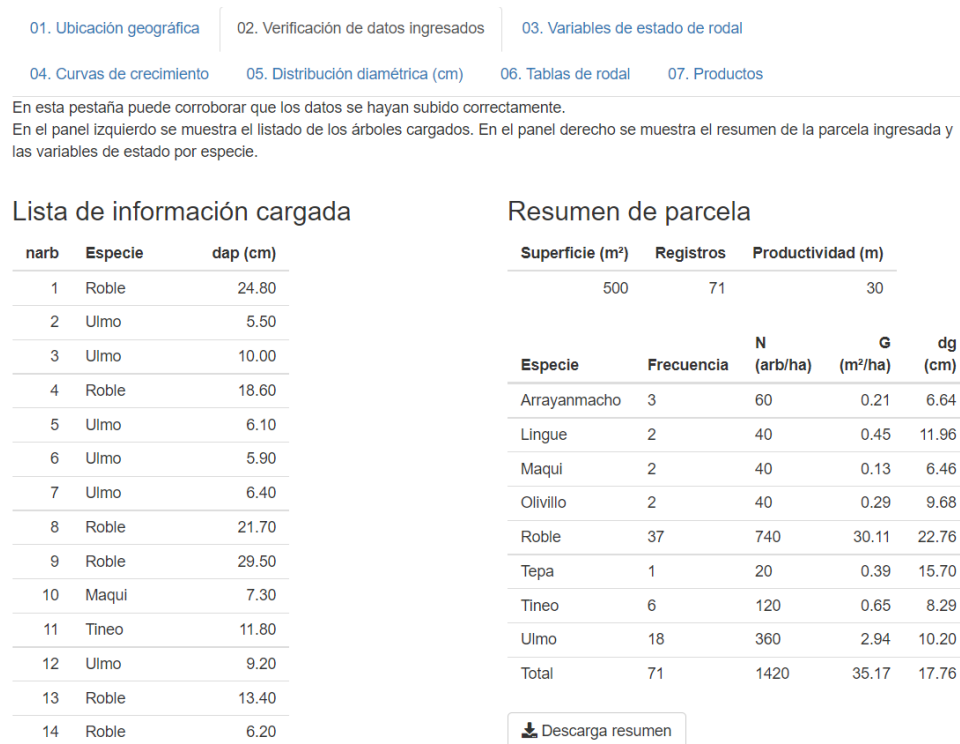 01. Ubicación geográfica 02. Verificación de datos ingresados 03. Variables de estado de rodal
04. Curvas de crecimiento 05. Distribución diamétrica (cm) 06. Tablas de rodal 07. Productos
En esta pestaña puede corroborar que los datos se hayan subido correctamente.
En el panel izquierdo se muestra el listado de los árboles cargados. En el panel derecho se muestra el resumen de la parcela ingresada y
las variables de estado por especie.
Lista de información cargada
narb Especie dap (cm)
1 Roble 24.80
2 Ulmo 5.50
3 Ulmo 10.00
4 Roble 18.60
5 Ulmo 6.10
6 Ulmo 5.90
7 Ulmo 6.40
8 Roble 21.70
9 Roble 29.50
10 Maqui 7.30
11 Tineo 11.80
12 Ulmo 9.20
13 Roble 13.40
14 Roble 6.20
Resumen de parcela
Superficie (m²) Registros Productividad (m)
500 71 30
N G dg
Especie Frecuencia (arb/ha) (m²/ha) (cm)
Arrayanmacho 3 60 0.21 6.64
Lingue 2 40 0.45 11.96
Maqui 2 40 0.13 6.46
Olivillo 2 40 0.29 9.68
Roble 37 740 30.11 22.76
Tepa 1 20 0.39 15.70
Tineo 6 120 0.65 8.29
Ulmo 18 360 2.94 10.20
Total 71 1420 35.17 17.76
Descarga resumen